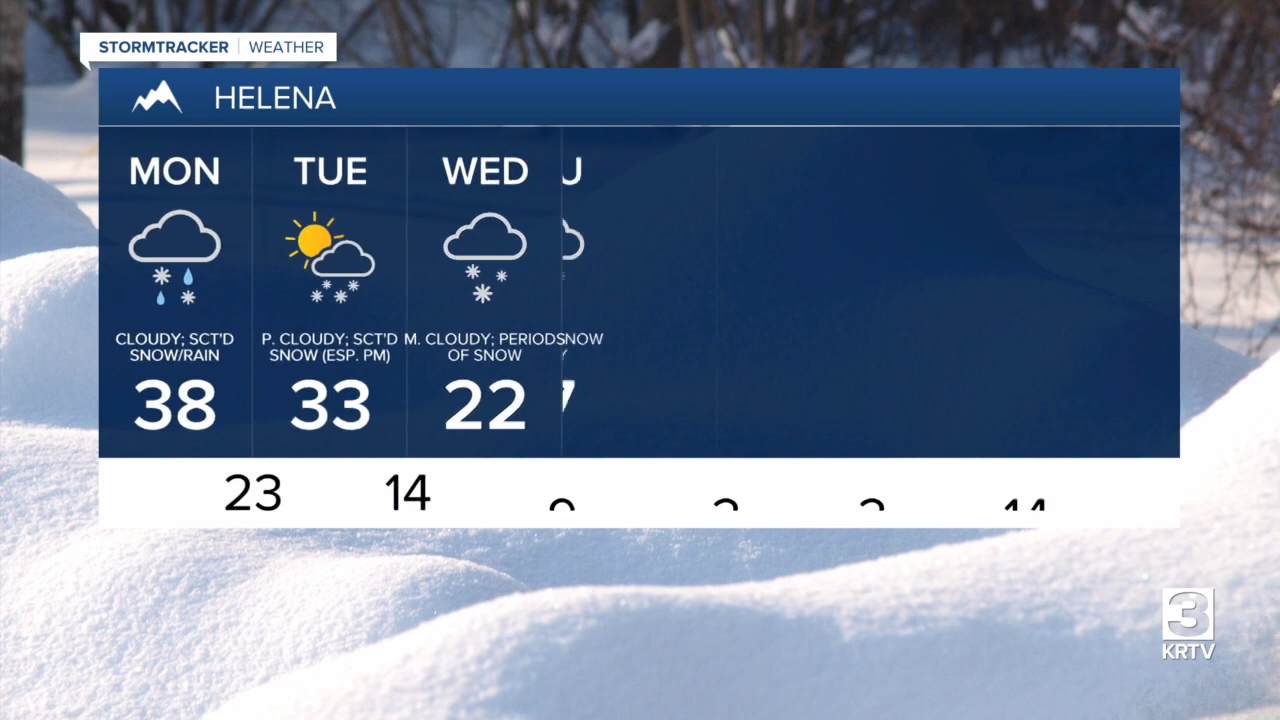 STORMTRACKER | WEATHER
HELENA
MON TUE WED
CLOUDY; SCT'D P. CLOUDY; SCT'D M. CLOUDY; PERIODS
SNOW/RAIN SNOW (ESP. PM) OF SNOW
38 33 22
23 14
3
KRTV